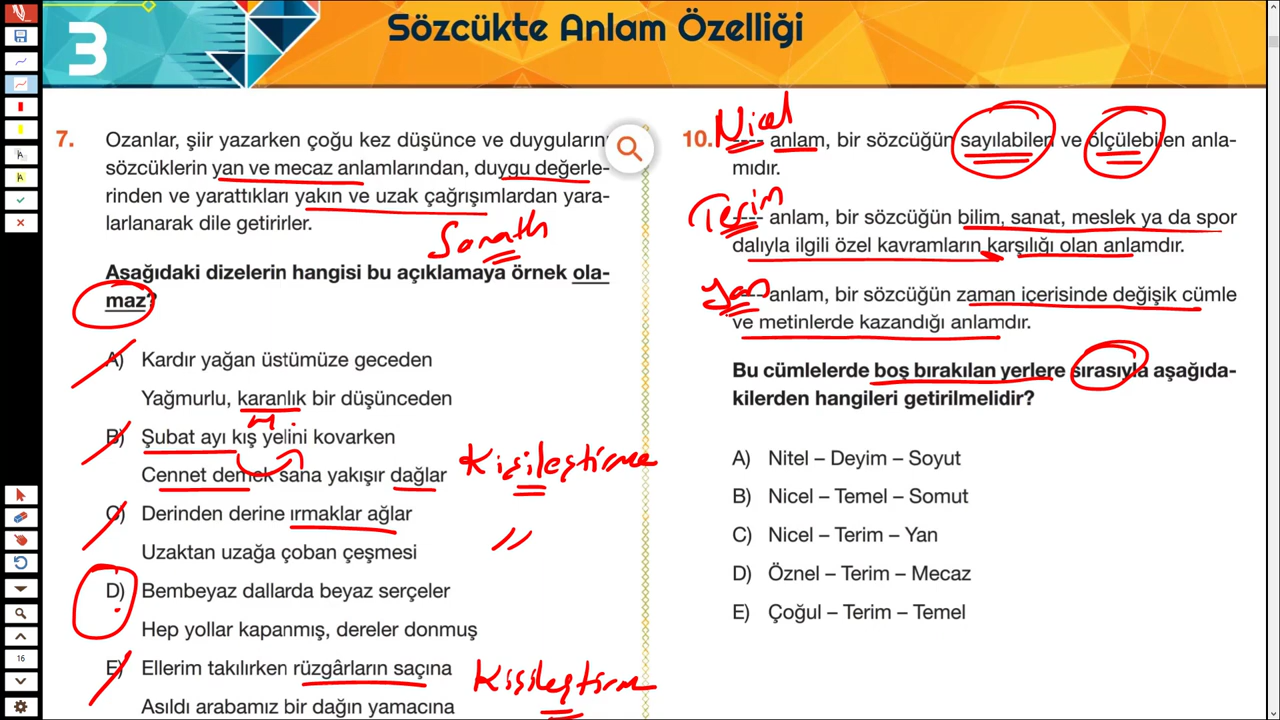 3
Sözcükte Anlam Özelliği
7. Ozanlar, şiir yazarken çoğu kez düşünce ve duyguların
sözcüklerin yan ve mecaz anlamlarından, duygu değerle-
rinden ve yarattıkları yakın ve uzak çağrışımlardan yara-
larlanarak dile getirirler.
Sanatlı
Aşağıdaki dizelerin hangisi bu açıklamaya örnek ola-
maz?
A) Kardır yağan üstümüze geceden
Yağmurlu, karanlık bir düşünceden
M
B) Şubat ayı kış yelini kovarken
Cennet demek sana yakışır dağlar
Kişileştirme
C) Derinden derine ırmaklar ağlar
Uzaktan uzağa çoban çeşmesi
"
D) Bembeyaz dallarda beyaz serçeler
Hep yollar kapanmış, dereler donmuş
E) Ellerim takılırken rüzgârların saçına
Asıldı arabamız bir dağın yamacına
Kişileştirme
10. Nicel
---- anlam, bir sözcüğün sayılabilen ve ölçülebilen anla-
mıdır.
Terim
---- anlam, bir sözcüğün bilim, sanat, meslek ya da spor
dalıyla ilgili özel kavramların karşılığı olan anlamdır.
Yan
---- anlam, bir sözcüğün zaman içerisinde değişik cümle
ve metinlerde kazandığı anlamdır.
Bu cümlelerde boş bırakılan yerlere sırasıyla aşağıda-
kilerden hangileri getirilmelidir?
A) Nitel – Deyim – Soyut
B) Nicel – Temel – Somut
C) Nicel – Terim – Yan
D) Öznel – Terim – Mecaz
E) Çoğul – Terim – Temel
16